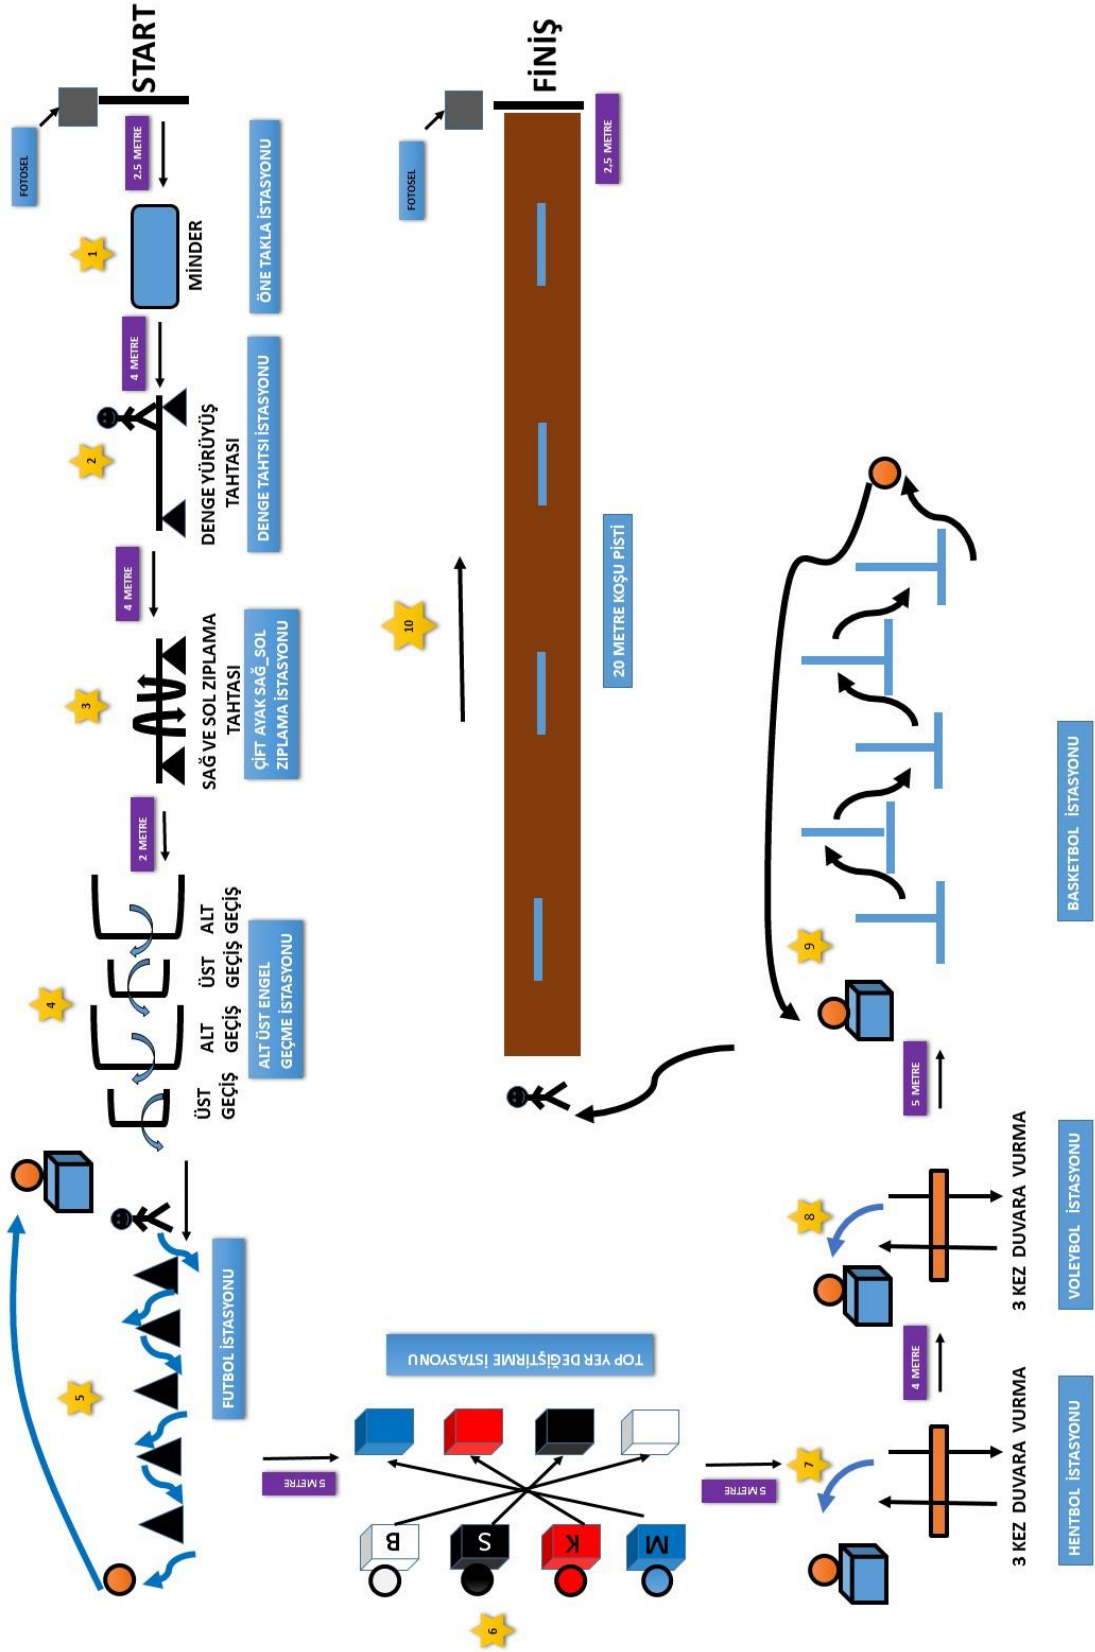 START
FOTOSEL
2.5 METRE
1
MİNDER
ÖNE TAKLA İSTASYONU
4 METRE
2
DENGE YÜRÜYÜŞ
TAHTASI
DENGE TAHTSI İSTASYONU
4 METRE
3
SAĞ VE SOL ZIPLAMA
TAHTASI
ÇİFT AYAK SAĞ_SOL
ZIPLAMA İSTASYONU
2 METRE
4
ALT
GEÇİŞ
ÜST
GEÇİŞ
ALT
GEÇİŞ
ÜST
GEÇİŞ
ALT ÜST ENGEL
GEÇME İSTASYONU
5
FUTBOL İSTASYONU
5 METRE
6
B
S
K
M
TOP YER DEĞİŞTİRME İSTASYONU
5 METRE
7
3 KEZ DUVARA VURMA
HENTBOL İSTASYONU
4 METRE
8
3 KEZ DUVARA VURMA
VOLEYBOL İSTASYONU
5 METRE
9
BASKETBOL İSTASYONU
10
20 METRE KOŞU PİSTİ
FOTOSEL
2,5 METRE
FİNİŞ